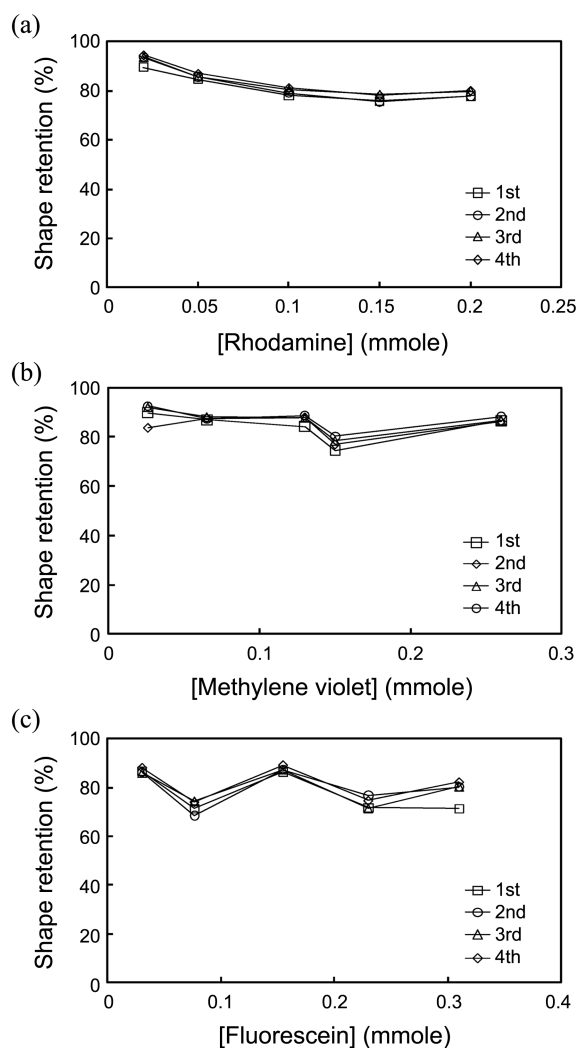 (a)
Shape retention (%)
100
80
60
40
20
0
1st
2nd
3rd
4th
0 0.05 0.1 0.15 0.2 0.25
[Rhodamine] (mmole)
(b)
Shape retention (%)
100
80
60
40
20
0
1st
2nd
3rd
4th
0 0.1 0.2 0.3
[Methylene violet] (mmole)
(c)
Shape retention (%)
100
80
60
40
20
0
1st
2nd
3rd
4th
0 0.1 0.2 0.3 0.4
[Fluorescein] (mmole)